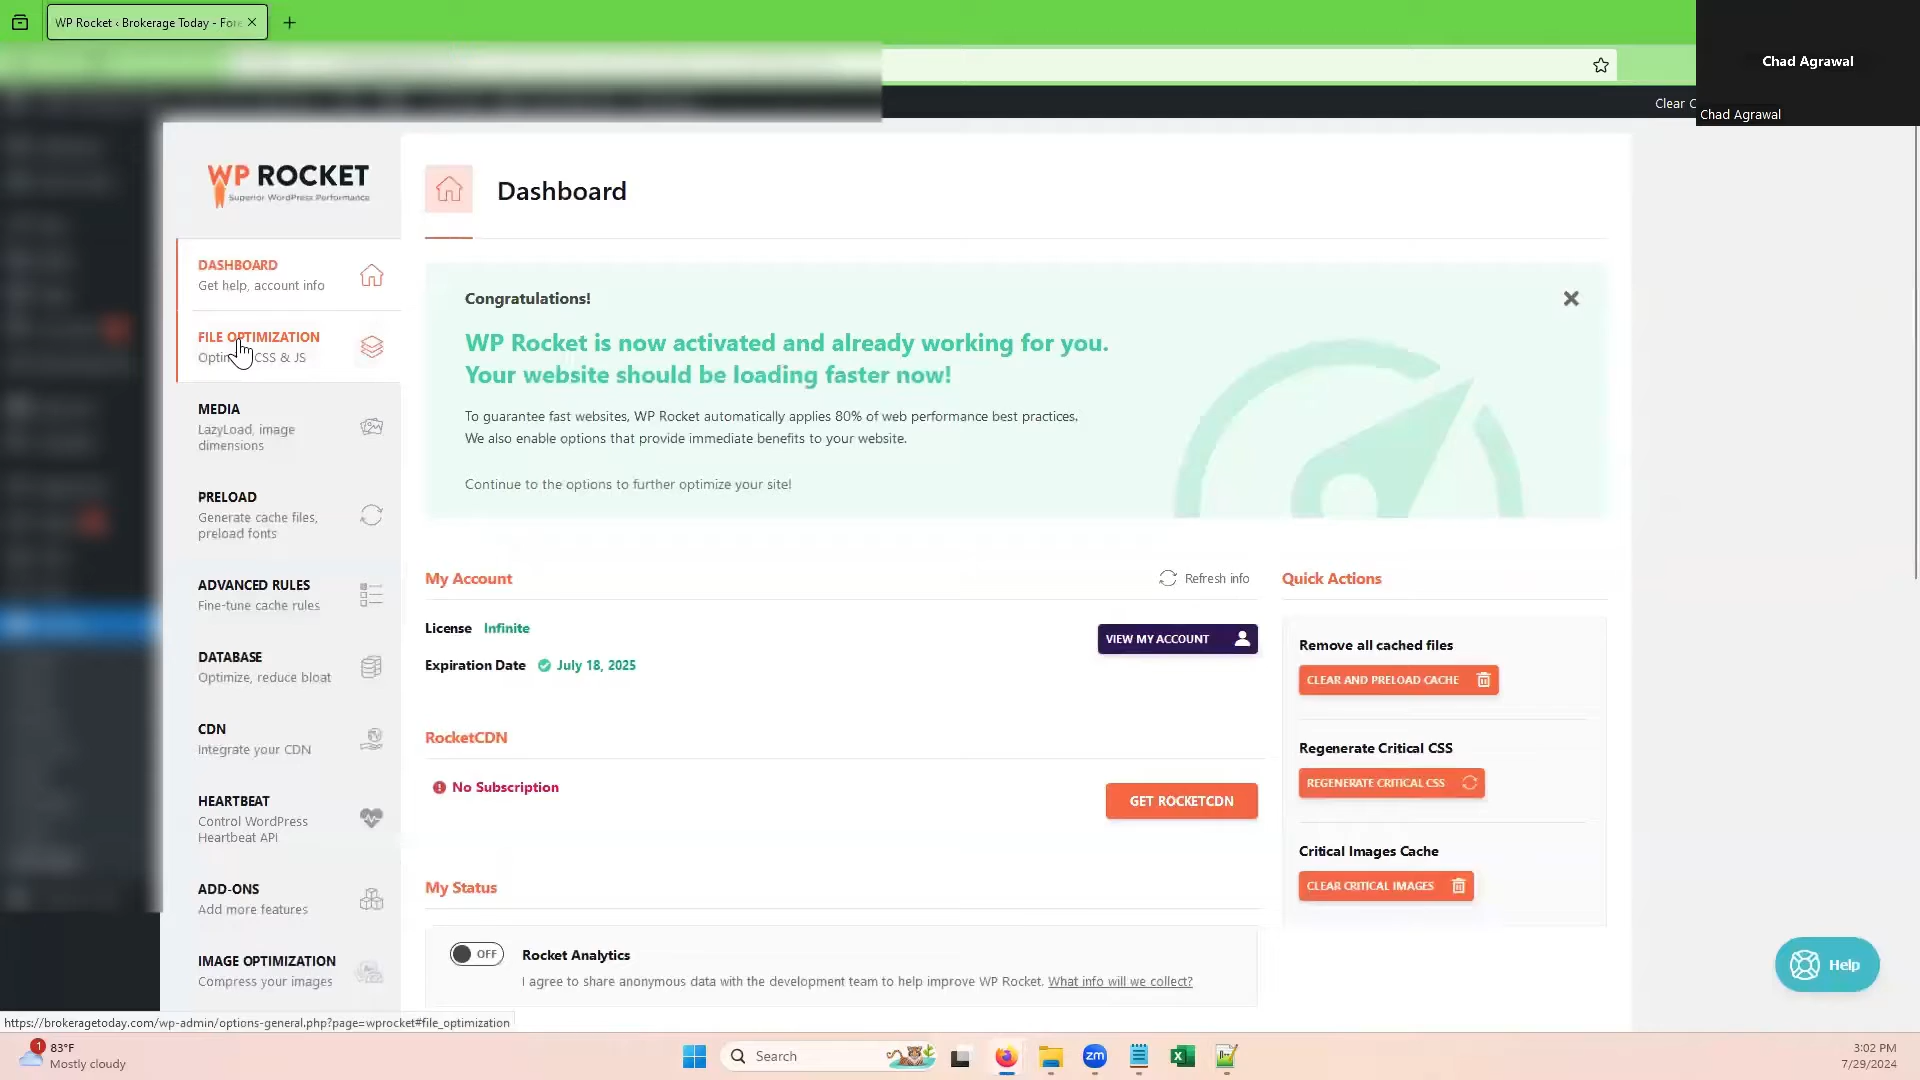 WP Rocket ‹ Brokerage Today - Fore
Chad Agrawal
Clear C
Chad Agrawal
WP ROCKET
Superior WordPress Performance
DASHBOARD
Get help, account info
FILE OPTIMIZATION
Optimize CSS & JS
MEDIA
LazyLoad, image
dimensions
PRELOAD
Generate cache files,
preload fonts
ADVANCED RULES
Fine-tune cache rules
DATABASE
Optimize, reduce bloat
CDN
Integrate your CDN
HEARTBEAT
Control WordPress
Heartbeat API
ADD-ONS
Add more features
IMAGE OPTIMIZATION
Compress your images
Dashboard
Congratulations!
WP Rocket is now activated and already working for you.
Your website should be loading faster now!
To guarantee fast websites, WP Rocket automatically applies 80% of web performance best practices.
We also enable options that provide immediate benefits to your website.
Continue to the options to further optimize your site!
My Account
Refresh info
License Infinite
VIEW MY ACCOUNT
Expiration Date July 18, 2025
RocketCDN
No Subscription
GET ROCKETCDN
My Status
OFF
Rocket Analytics
I agree to share anonymous data with the development team to help improve WP Rocket. What info will we collect?
Quick Actions
Remove all cached files
CLEAR AND PRELOAD CACHE
Regenerate Critical CSS
REGENERATE CRITICAL CSS
Critical Images Cache
CLEAR CRITICAL IMAGES
Help
https://brokeragetoday.com/wp-admin/options-general.php?page=wprocket#file_optimization
1
83°F
Mostly cloudy
Search
zm
3:02 PM
7/29/2024